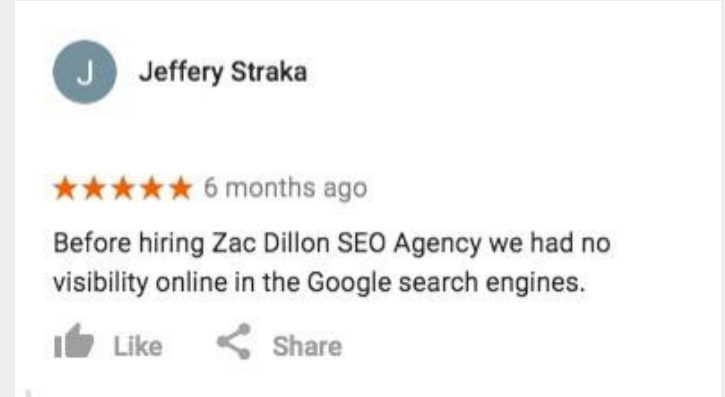 J
Jeffery Straka
6 months ago
Before hiring Zac Dillon SEO Agency we had no
visibility online in the Google search engines.
Like Share